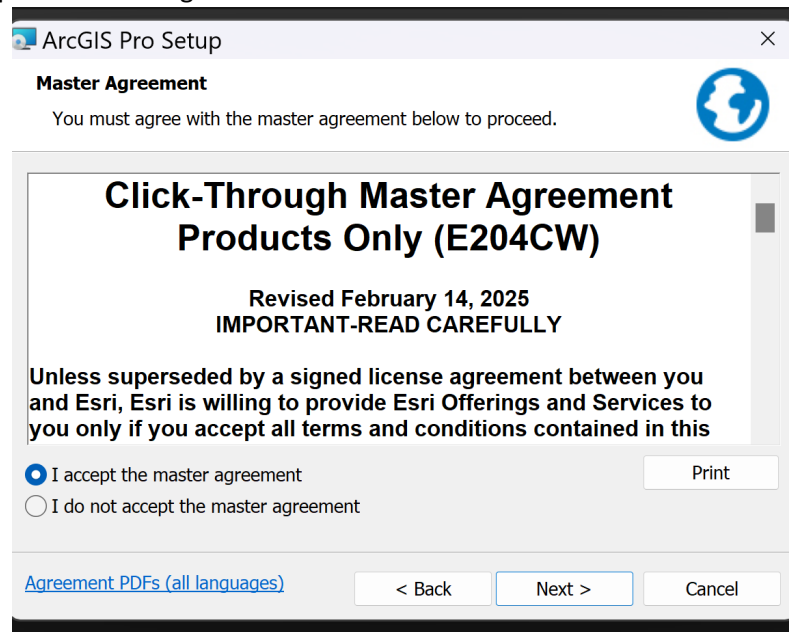 ArcGIS Pro Setup
Master Agreement
You must agree with the master agreement below to proceed.
Click-Through Master Agreement
Products Only (E204CW)
Revised February 14, 2025
IMPORTANT-READ CAREFULLY
Unless superseded by a signed license agreement between you
and Esri, Esri is willing to provide Esri Offerings and Services to
you only if you accept all terms and conditions contained in this
I accept the master agreement
Print
I do not accept the master agreement
Agreement PDFs (all languages)
< Back
Next >
Cancel